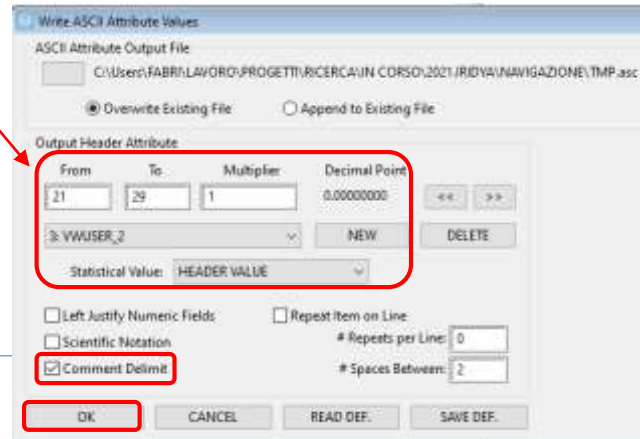 Write ASCII Attribute Values
ASCII Attribute Output File
C:\Users\FABRI\LAVORO\PROGETTI\RICERCA\IN CORSO\2021 JRIDYA\NAVIGAZIONE\TMP.asc
Overwrite Existing File Append to Existing File
Output Header Attribute
From To Multiplier Decimal Point
21 29 1 0.00000000 << >>
3: VWUSER_2 NEW DELETE
Statistical Value: HEADER VALUE
Left Justify Numeric Fields Repeat Item on Line
Scientific Notation # Repeats per Line: 0
Comment Delimit # Spaces Between: 2
OK CANCEL READ DEF. SAVE DEF.